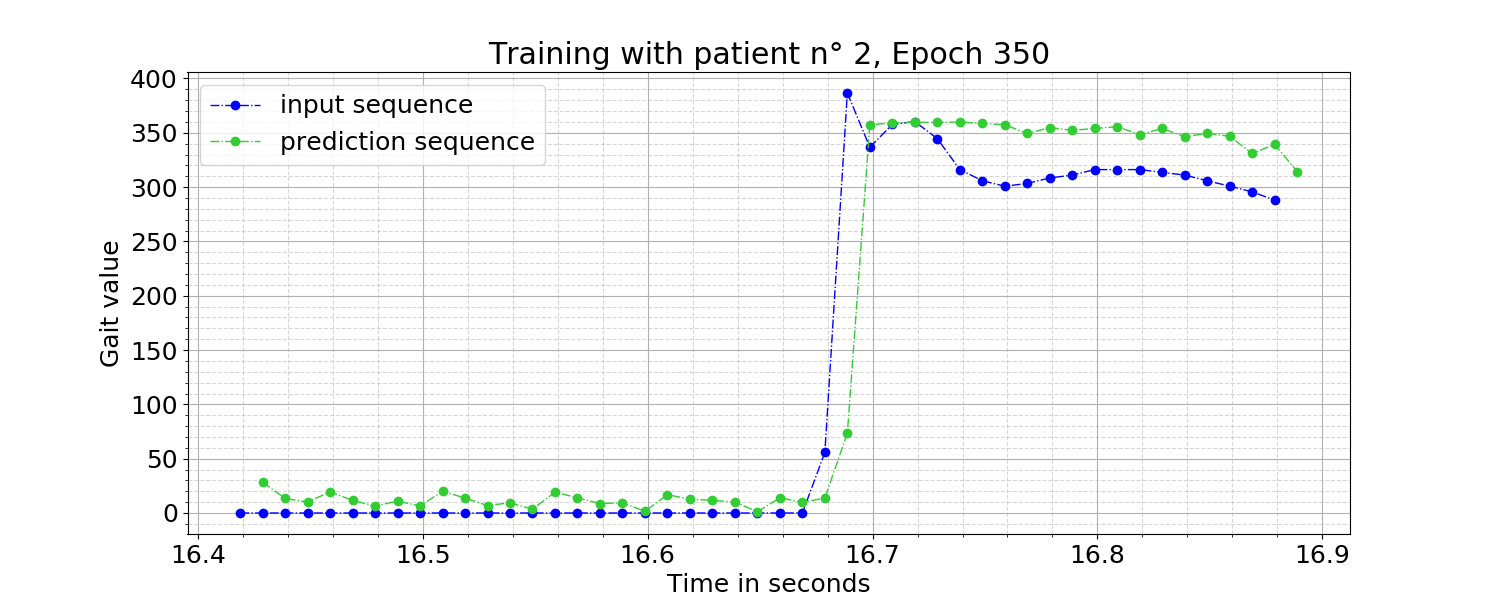 Training with patient n° 2, Epoch 350
input sequence
prediction sequence
Gait value
400
350
300
250
200
150
100
50
0
16.4 16.5 16.6 16.7 16.8 16.9
Time in seconds